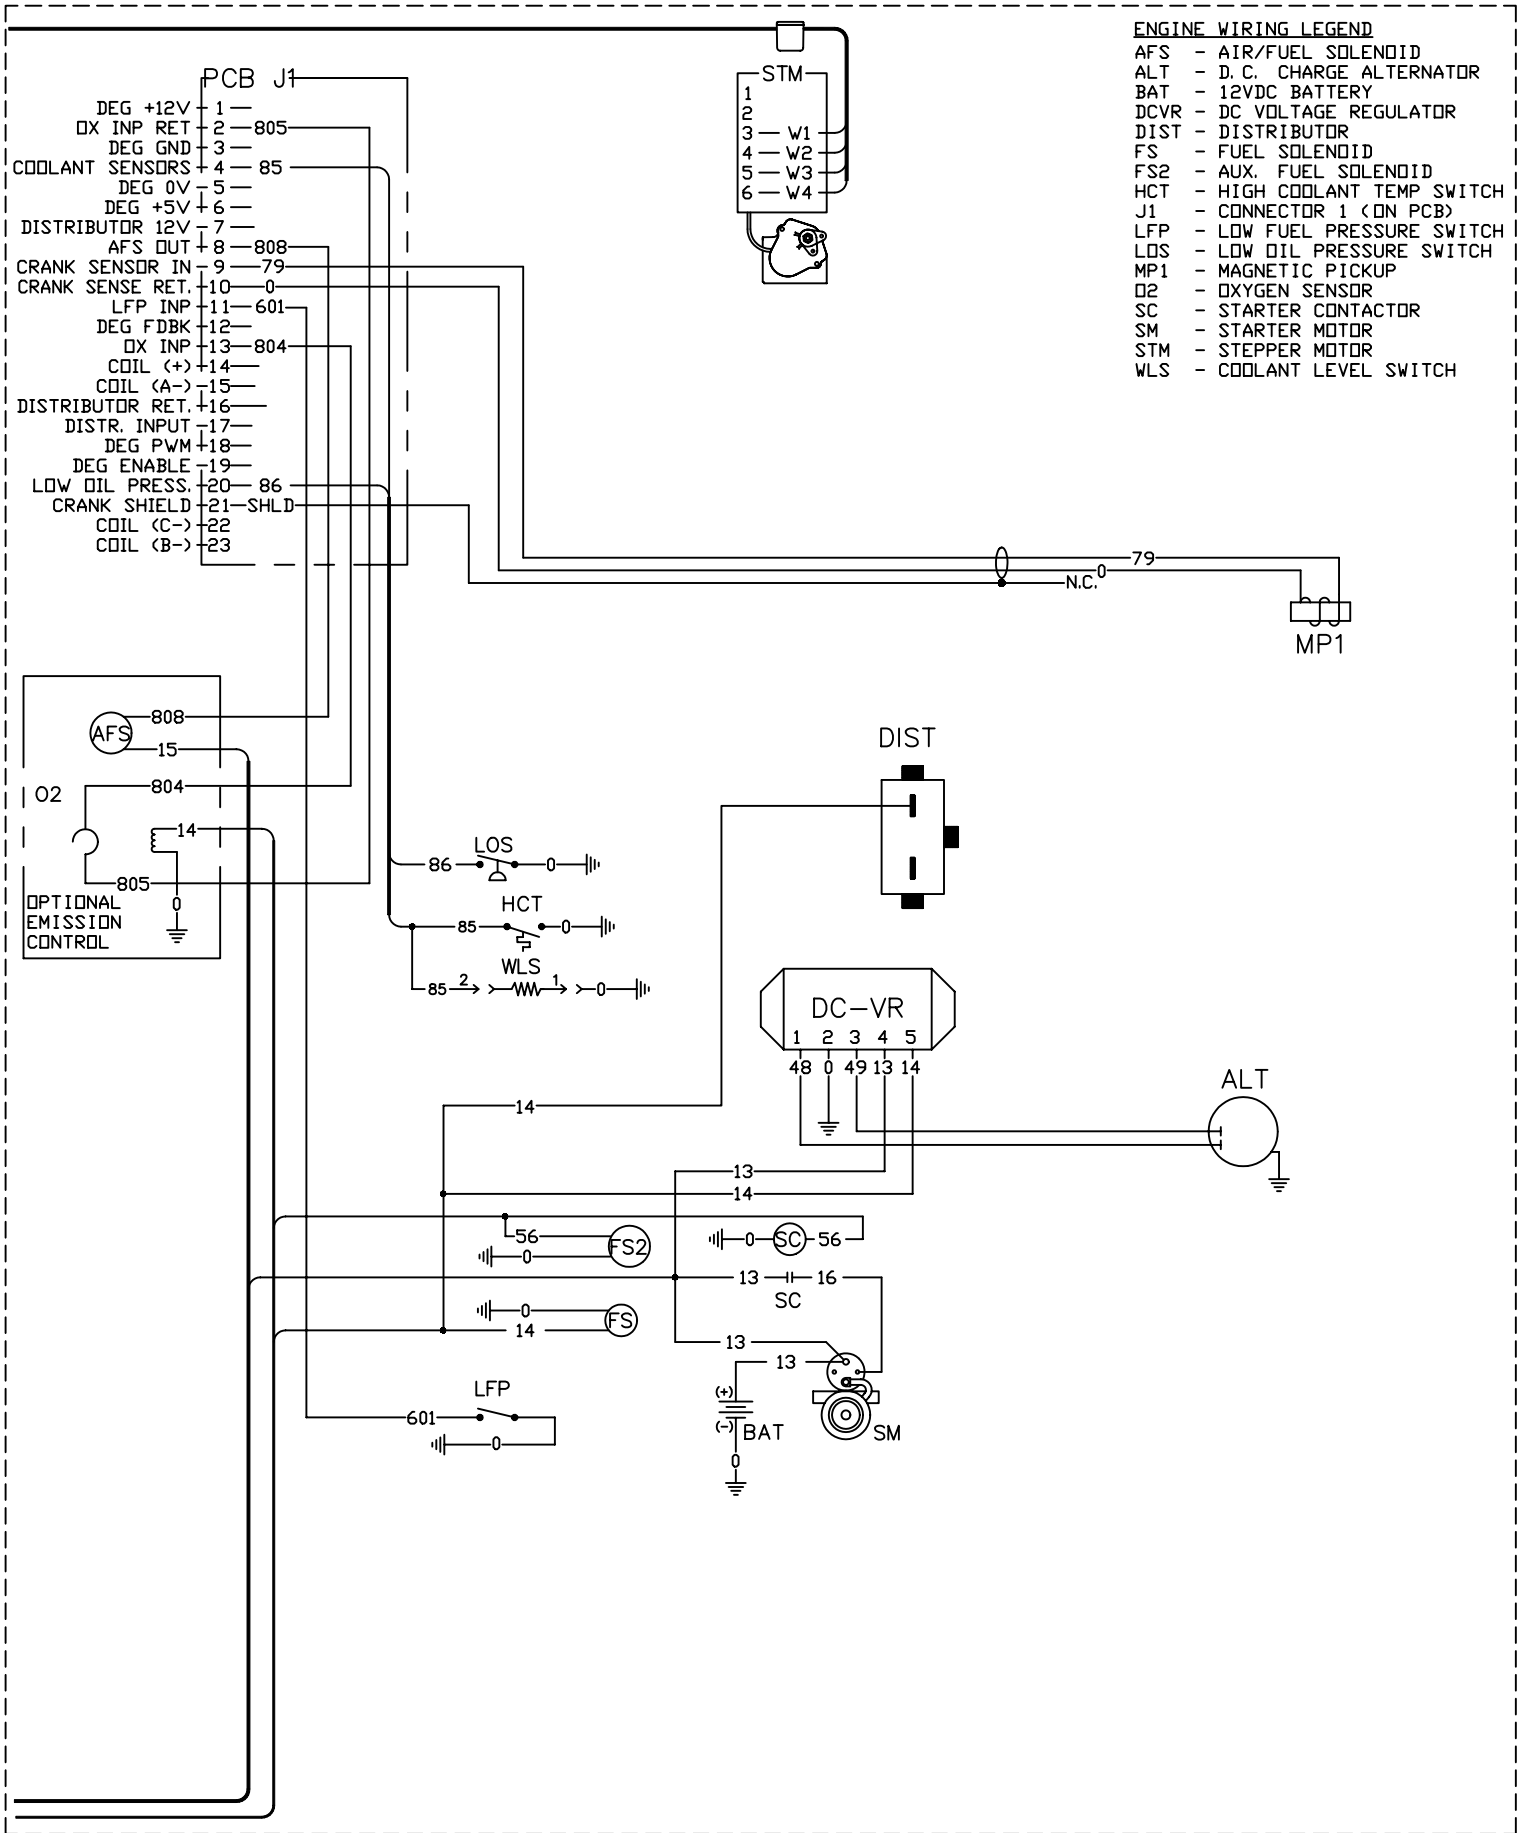 ENGINE WIRING LEGEND
AFS - AIR/FUEL SOLENOID
ALT - D.C. CHARGE ALTERNATOR
BAT - 12VDC BATTERY
DCVR - DC VOLTAGE REGULATOR
DIST - DISTRIBUTOR
FS - FUEL SOLENOID
FS2 - AUX. FUEL SOLENOID
HCT - HIGH COOLANT TEMP SWITCH
J1 - CONNECTOR 1 (ON PCB)
LFP - LOW FUEL PRESSURE SWITCH
LOS - LOW OIL PRESSURE SWITCH
MP1 - MAGNETIC PICKUP
O2 - OXYGEN SENSOR
SC - STARTER CONTACTOR
SM - STARTER MOTOR
STM - STEPPER MOTOR
WLS - COOLANT LEVEL SWITCH
PCB J1
DEG +12V 1
OX INP RET 2 805
DEG GND 3
COOLANT SENSORS 4 85
DEG 0V 5
DEG +5V 6
DISTRIBUTOR 12V 7
AFS OUT 8 808
CRANK SENSOR IN 9 79
CRANK SENSE RET. 10 0
LFP INP 11 601
DEG FDBK 12
OX INP 13 804
COIL (+) 14
COIL (A-) 15
DISTRIBUTOR RET. 16
DISTR. INPUT 17
DEG PWM 18
DEG ENABLE 19
LOW OIL PRESS. 20 86
CRANK SHIELD 21 SHLD
COIL (C-) 22
COIL (B-) 23
STM
1
2
3 W1
4 W2
5 W3
6 W4
79
0
N.C.
MP1
808
AFS
15
O2
804
14
805
0
OPTIONAL
EMISSION
CONTROL
LOS
86 0
HCT
85 0
WLS
85 2 1 0
DIST
DC-VR
1 2 3 4 5
48 0 49 13 14
ALT
14
13
14
56
FS2
0
0 SC 56
13 16
SC
0
FS
14
13
13
LFP
601
0
(+)
(-)
BAT
0
SM